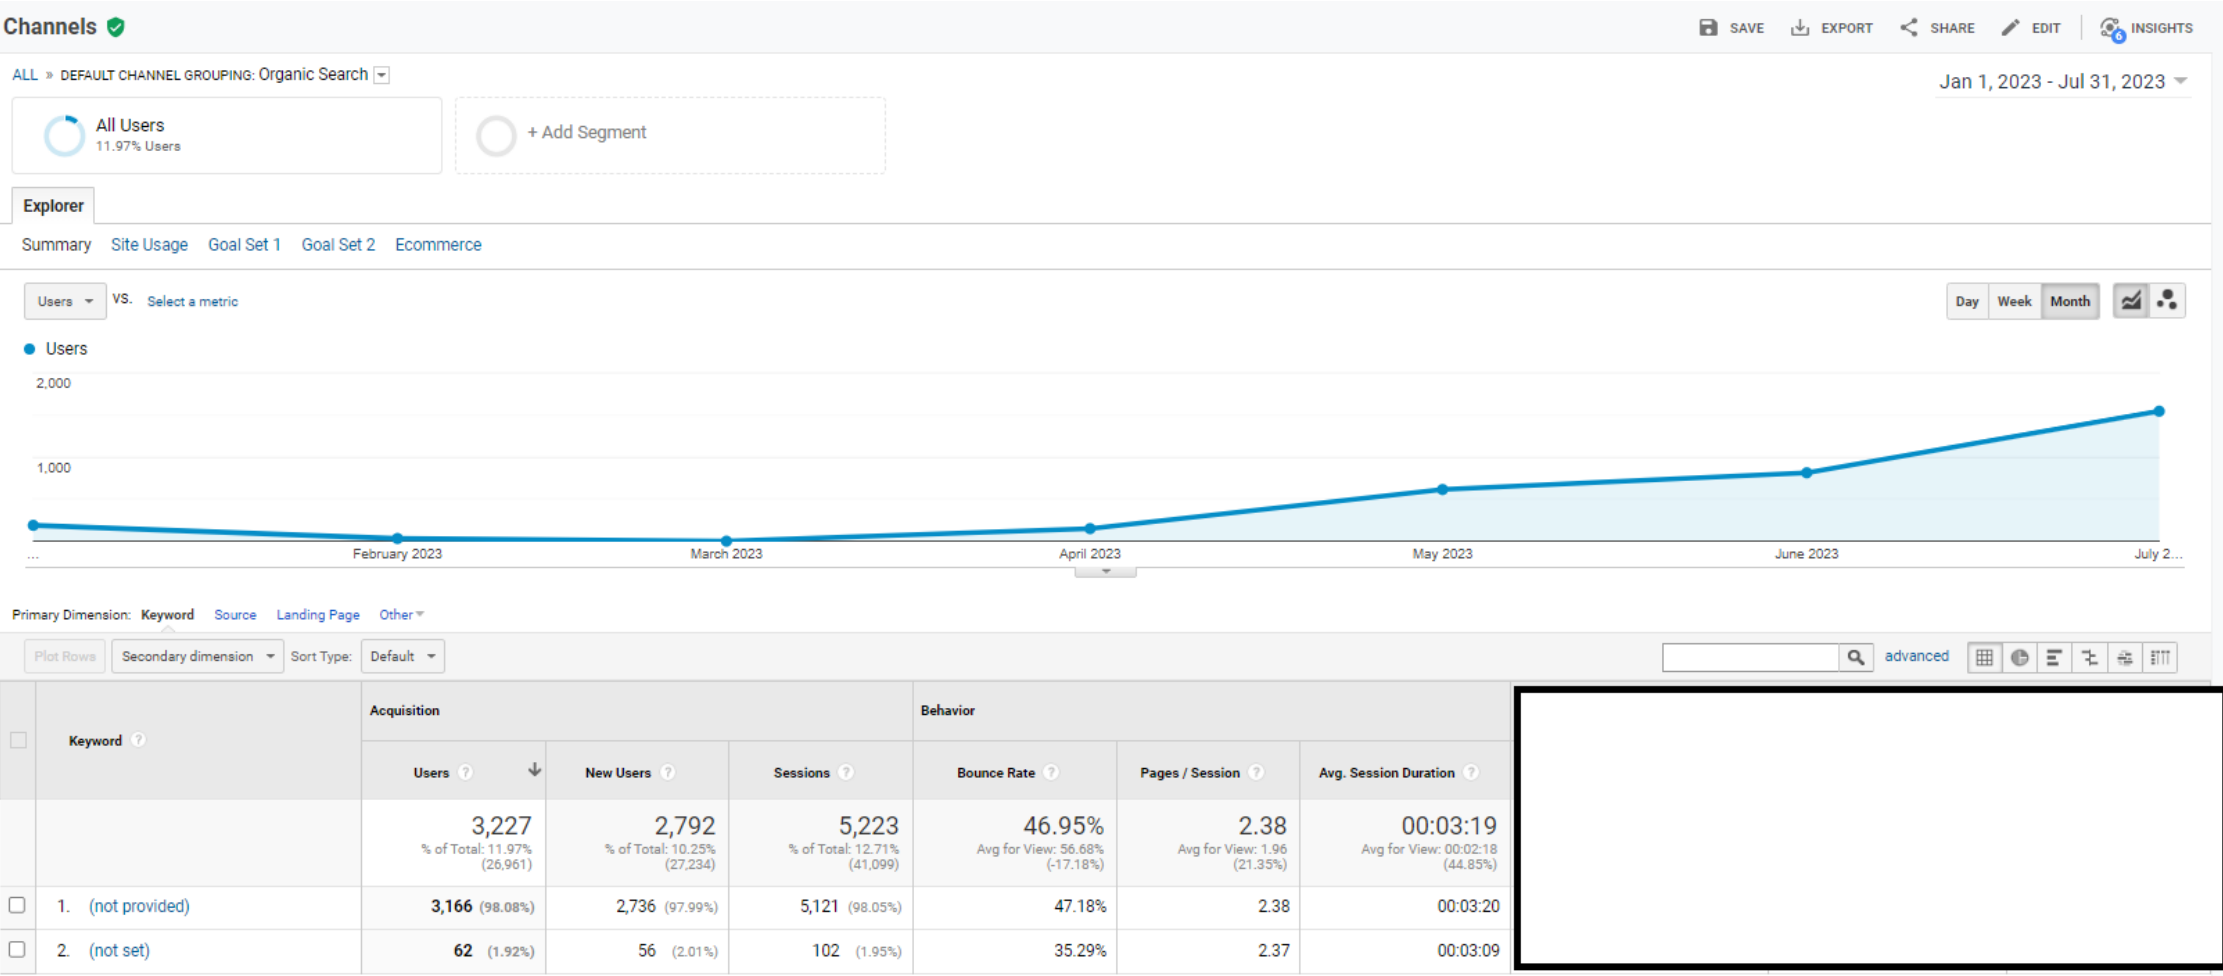 Channels
SAVE EXPORT SHARE EDIT 6 INSIGHTS
ALL » DEFAULT CHANNEL GROUPING: Organic Search
Jan 1, 2023 - Jul 31, 2023
All Users
11.97% Users
+ Add Segment
Explorer
Summary Site Usage Goal Set 1 Goal Set 2 Ecommerce
Users VS. Select a metric
Day Week Month
Users
2,000
1,000
... February 2023 March 2023 April 2023 May 2023 June 2023 July 2...
Primary Dimension: Keyword Source Landing Page Other
Plot Rows Secondary dimension Sort Type: Default
advanced
Acquisition Behavior
Keyword ?
Users ? New Users ? Sessions ? Bounce Rate ? Pages / Session ? Avg. Session Duration ?
3,227 2,792 5,223 46.95% 2.38 00:03:19
% of Total: 11.97% % of Total: 10.25% % of Total: 12.71% Avg for View: 56.68% Avg for View: 1.96 Avg for View: 00:02:18
(26,961) (27,234) (41,099) (-17.18%) (21.35%) (44.85%)
1. (not provided) 3,166 (98.08%) 2,736 (97.99%) 5,121 (98.05%) 47.18% 2.38 00:03:20
2. (not set) 62 (1.92%) 56 (2.01%) 102 (1.95%) 35.29% 2.37 00:03:09